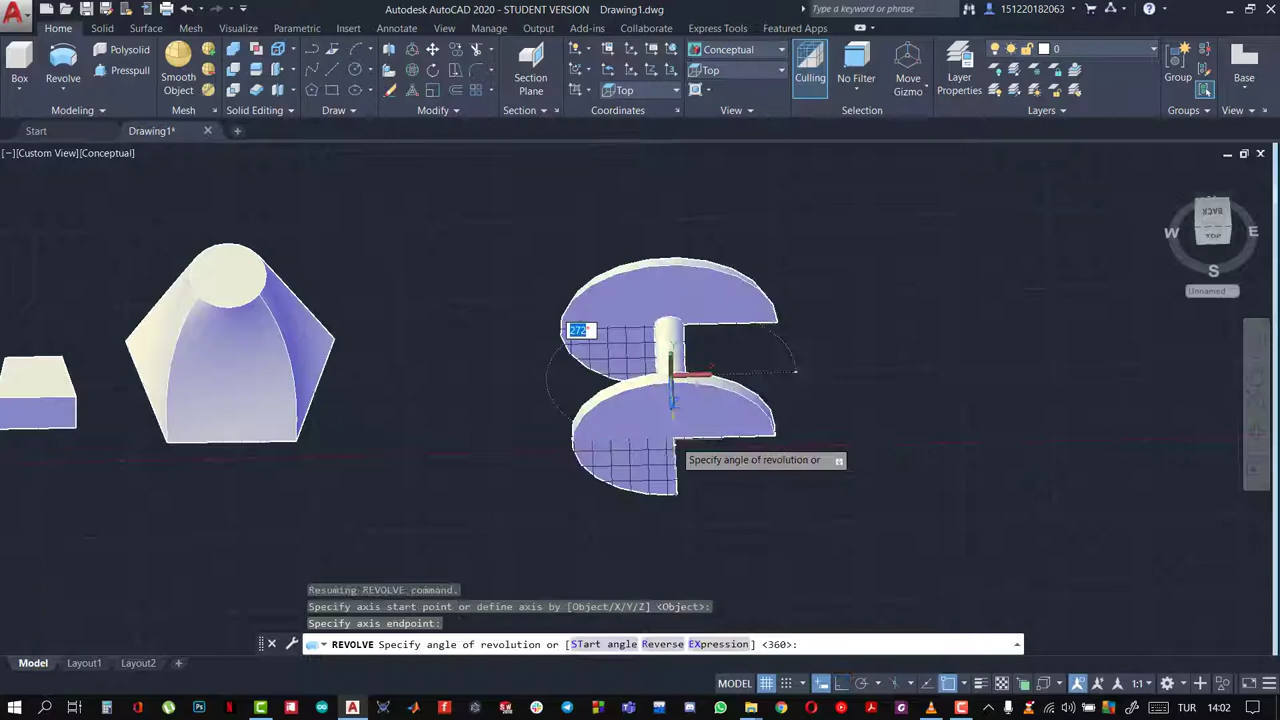 Autodesk AutoCAD 2020 - STUDENT VERSION Drawing1.dwg
Type a keyword or phrase
151220182063
Home Solid Surface Mesh Visualize Parametric Insert Annotate View Manage Output Add-ins Collaborate Express Tools Featured Apps
Box
Revolve
Polysolid
Presspull
Modeling
Smooth Object
Mesh
Solid Editing
Draw
Modify
Section Plane
Section
Top
Coordinates
Conceptual
Top
View
Culling
No Filter
Move Gizmo
Selection
Layer Properties
0
Layers
Group
Groups
Base
View
Start
Drawing1*
[−][Custom View][Conceptual]
BACK
W
TOP
E
S
Unnamed
272°
Specify angle of revolution or
Resuming REVOLVE command.
Specify axis start point or define axis by [Object/X/Y/Z] <Object>:
Specify axis endpoint:
REVOLVE Specify angle of revolution or [STart angle Reverse EXpression] <360>:
Model Layout1 Layout2
MODEL
1:1
TUR 14:02